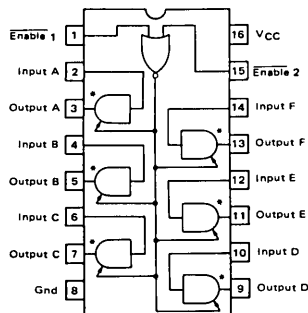 Enable 1
1
16
VCC
Input A
2
15
Enable 2
Output A
3
*
14
Input F
Input B
4
*
13
Output F
Output B
5
*
12
Input E
Input C
6
*
11
Output E
Output C
7
*
10
Input D
Gnd
8
*
9
Output D